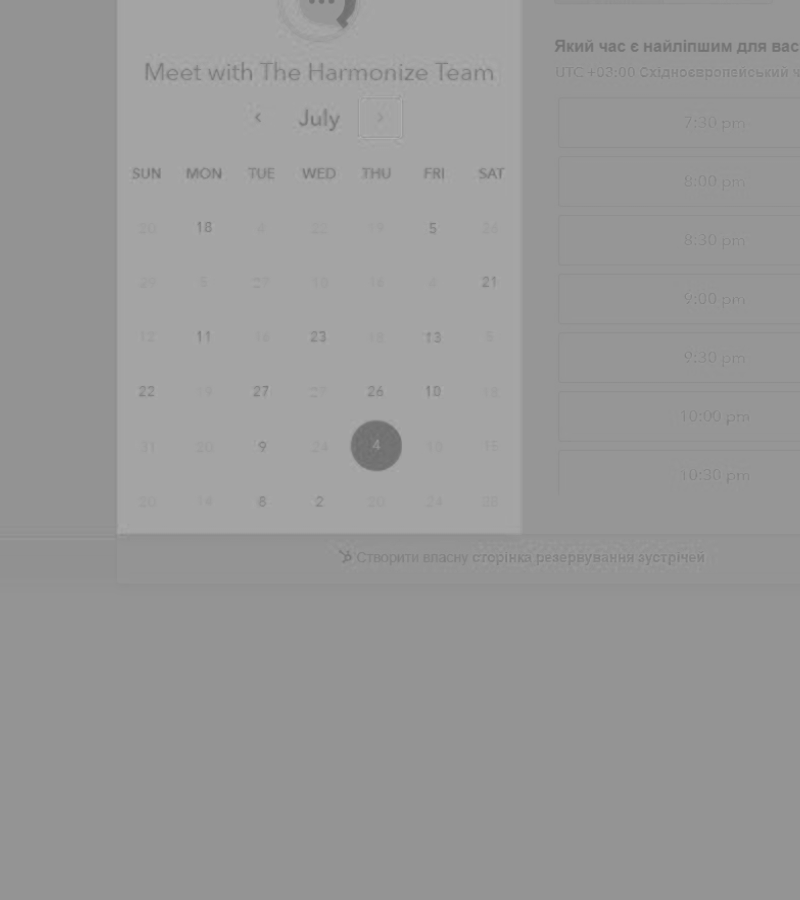 Meet with The Harmonize Team
‹ July ›
SUN MON TUE WED THU FRI SAT
20 18 4 22 19 5 24
29 5 27 10 16 4 21
12 11 14 23 15 13 5
22 19 27 27 26 10 15
31 20 9 24 4 10 15
20 14 8 2 20 24 28
Який час є найліпшим для вас
UTC +03:00 Східноєвропейський ч
7:30 pm
8:00 pm
8:30 pm
9:00 pm
9:30 pm
10:00 pm
10:30 pm
Створити власну сторінка резервування зустрічей